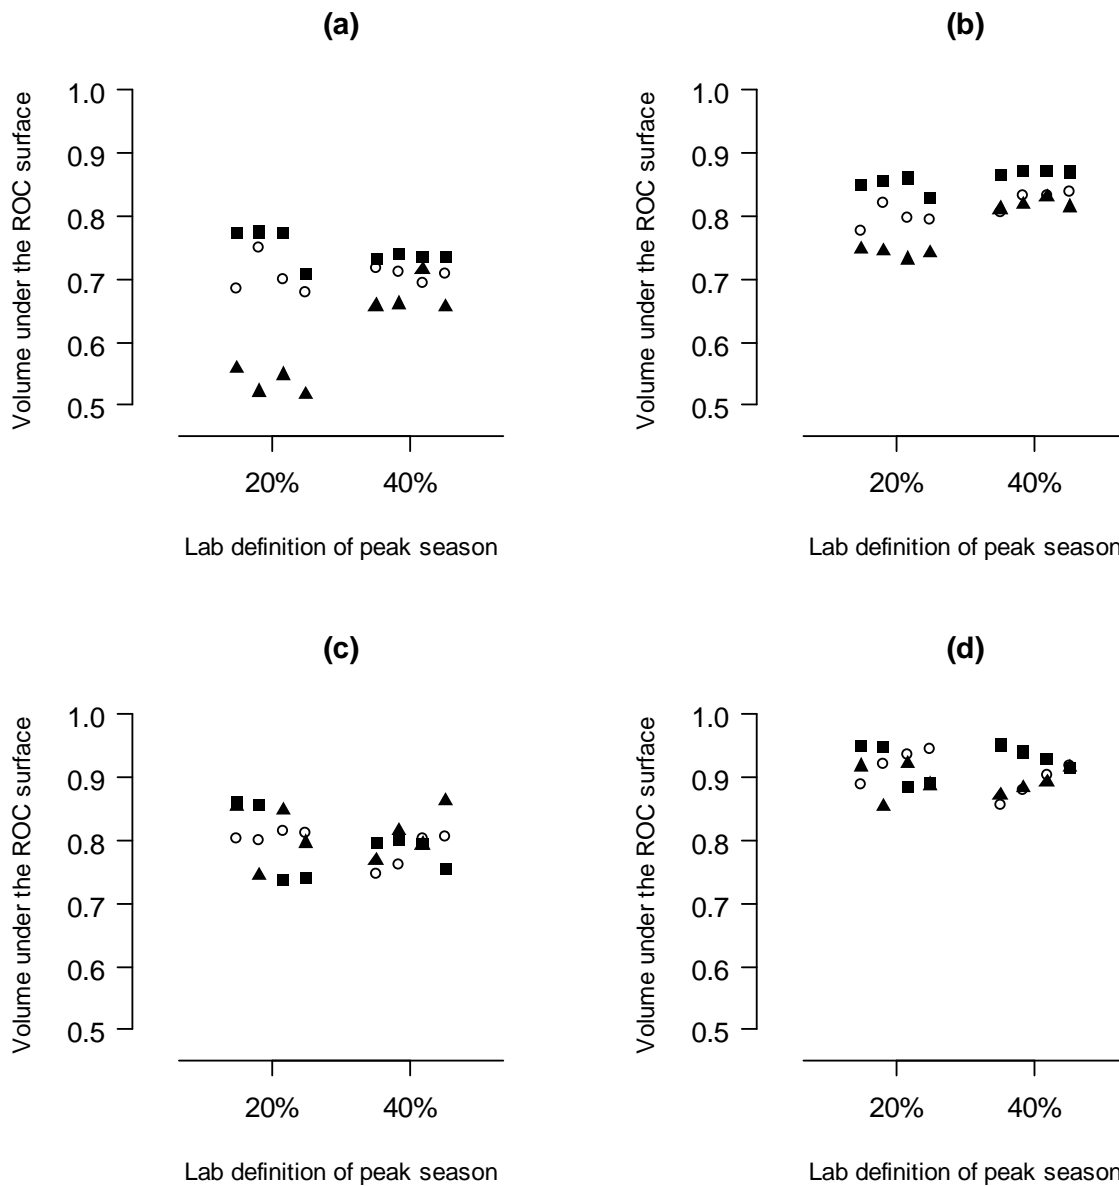 (a)
Volume under the ROC surface
1.0
0.9
0.8
0.7
0.6
0.5
20%
40%
Lab definition of peak season
(b)
Volume under the ROC surface
1.0
0.9
0.8
0.7
0.6
0.5
20%
40%
Lab definition of peak season
(c)
Volume under the ROC surface
1.0
0.9
0.8
0.7
0.6
0.5
20%
40%
Lab definition of peak season
(d)
Volume under the ROC surface
1.0
0.9
0.8
0.7
0.6
0.5
20%
40%
Lab definition of peak season